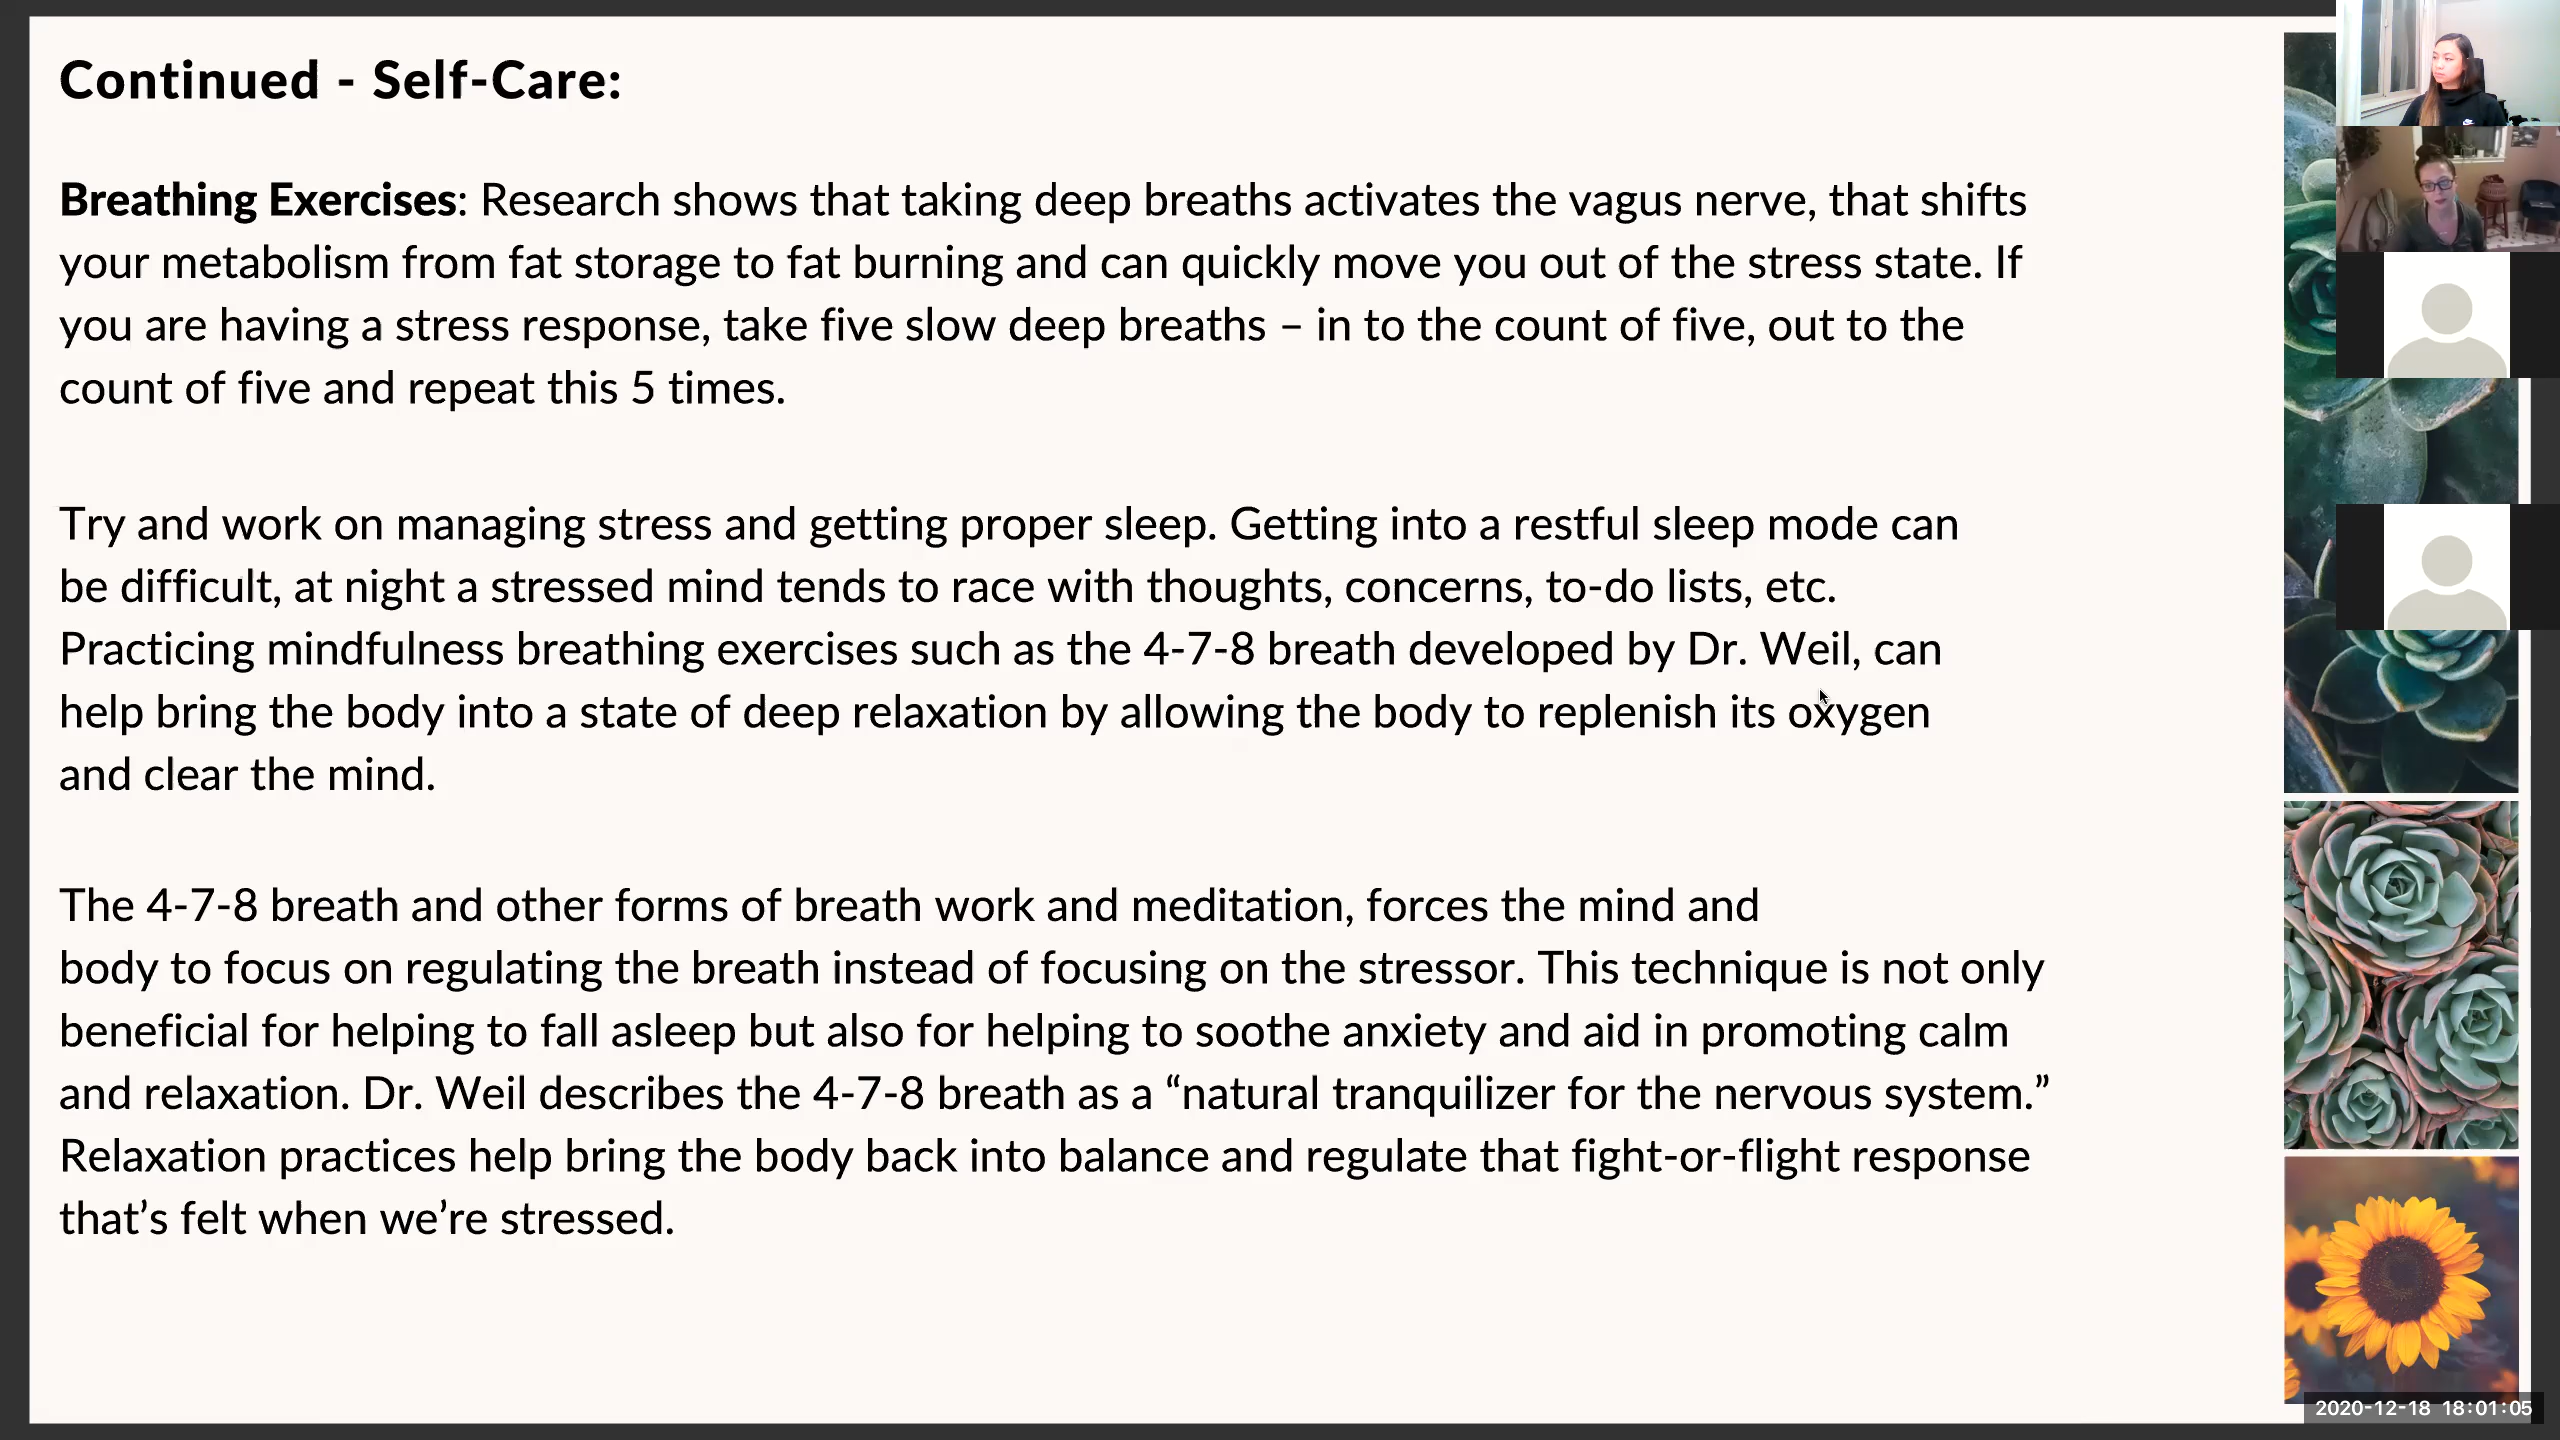 Continued - Self-Care:
Breathing Exercises: Research shows that taking deep breaths activates the vagus nerve, that shifts
your metabolism from fat storage to fat burning and can quickly move you out of the stress state. If
you are having a stress response, take five slow deep breaths – in to the count of five, out to the
count of five and repeat this 5 times.
Try and work on managing stress and getting proper sleep. Getting into a restful sleep mode can
be difficult, at night a stressed mind tends to race with thoughts, concerns, to-do lists, etc.
Practicing mindfulness breathing exercises such as the 4-7-8 breath developed by Dr. Weil, can
help bring the body into a state of deep relaxation by allowing the body to replenish its oxygen
and clear the mind.
The 4-7-8 breath and other forms of breath work and meditation, forces the mind and
body to focus on regulating the breath instead of focusing on the stressor. This technique is not only
beneficial for helping to fall asleep but also for helping to soothe anxiety and aid in promoting calm
and relaxation. Dr. Weil describes the 4-7-8 breath as a “natural tranquilizer for the nervous system.”
Relaxation practices help bring the body back into balance and regulate that fight-or-flight response
that’s felt when we’re stressed.
2020-12-18 18:01:05